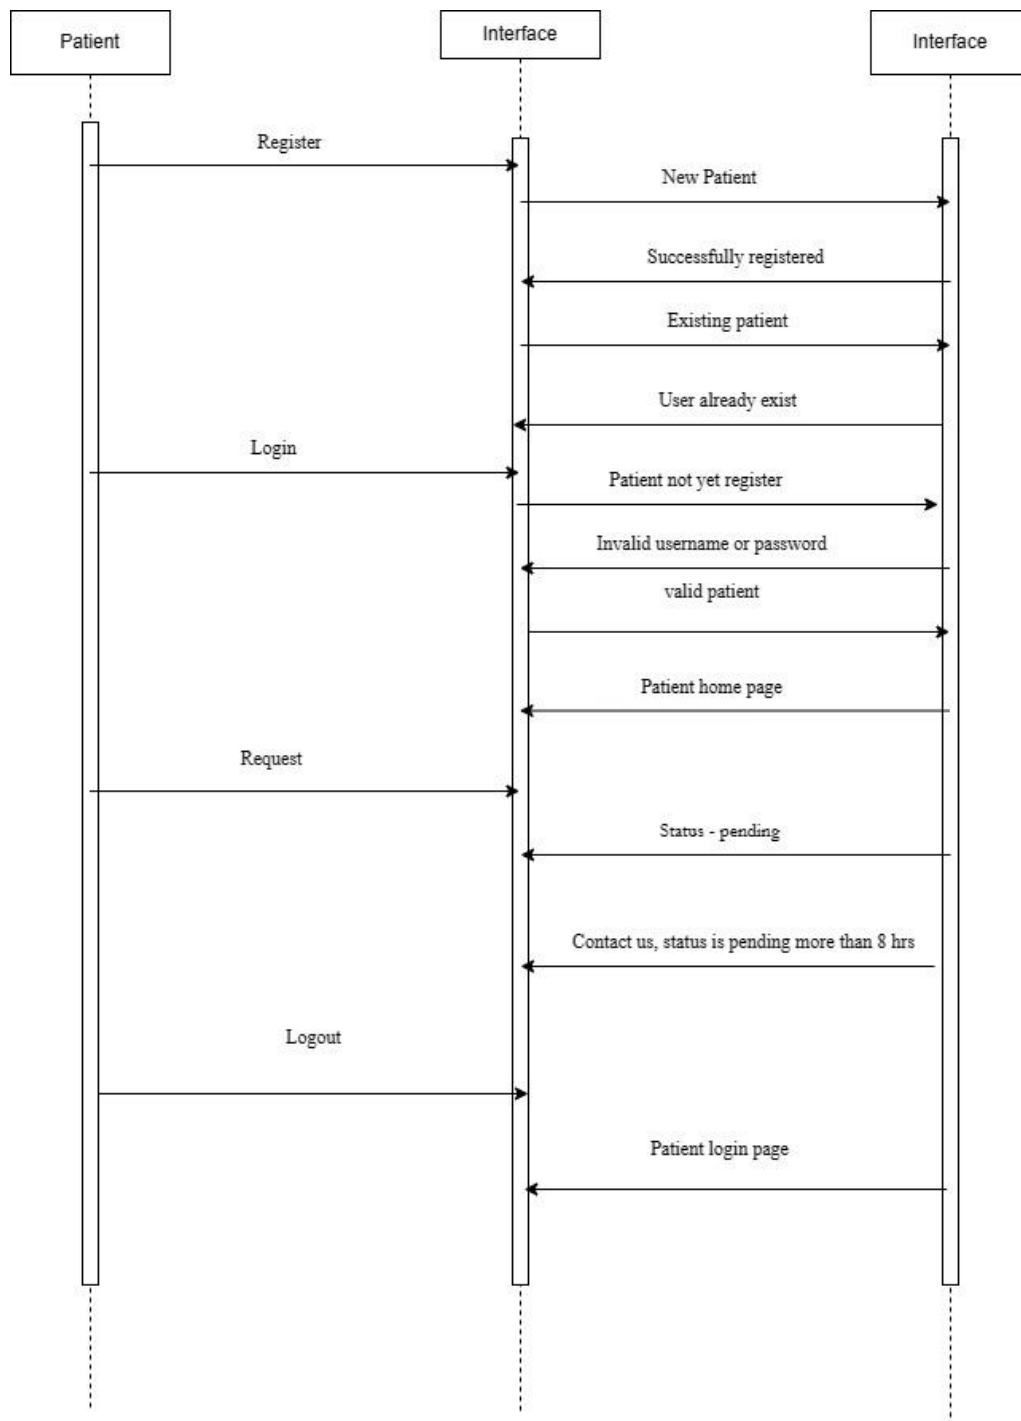 Patient
Interface
Interface
Register
New Patient
Successfully registered
Existing patient
User already exist
Login
Patient not yet register
Invalid username or password
valid patient
Patient home page
Request
Status - pending
Contact us, status is pending more than 8 hrs
Logout
Patient login page